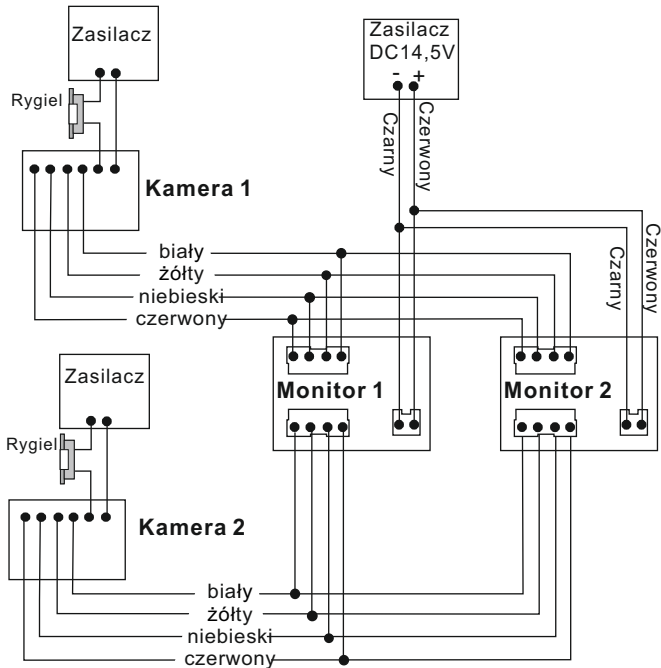 Zasilacz
Zasilacz
DC14,5V
- +
Rygiel
Czarny
Czerwony
Kamera 1
Czarny
Czerwony
biały
żółty
niebieski
czerwony
Monitor 1
Monitor 2
Zasilacz
Rygiel
Kamera 2
biały
żółty
niebieski
czerwony